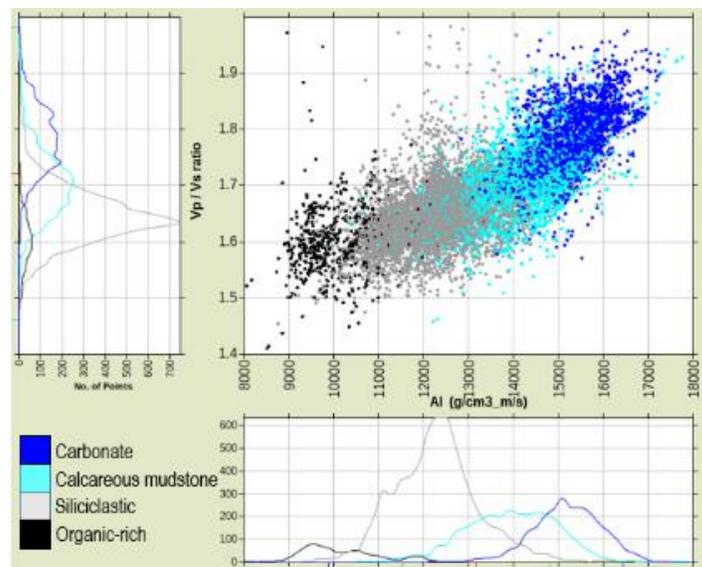 1.9
1.8
1.7
1.6
1.5
1.4
Vp / Vs ratio
0 100 200 300 400 500 600 700
No. of Points
80000 90000 10000 11000 12000 13000 14000 15000 16000 17000 18000
AI (g/cm3_m/s)
600
500
400
300
200
100
0
Carbonate
Calcareous mudstone
Siliciclastic
Organic-rich